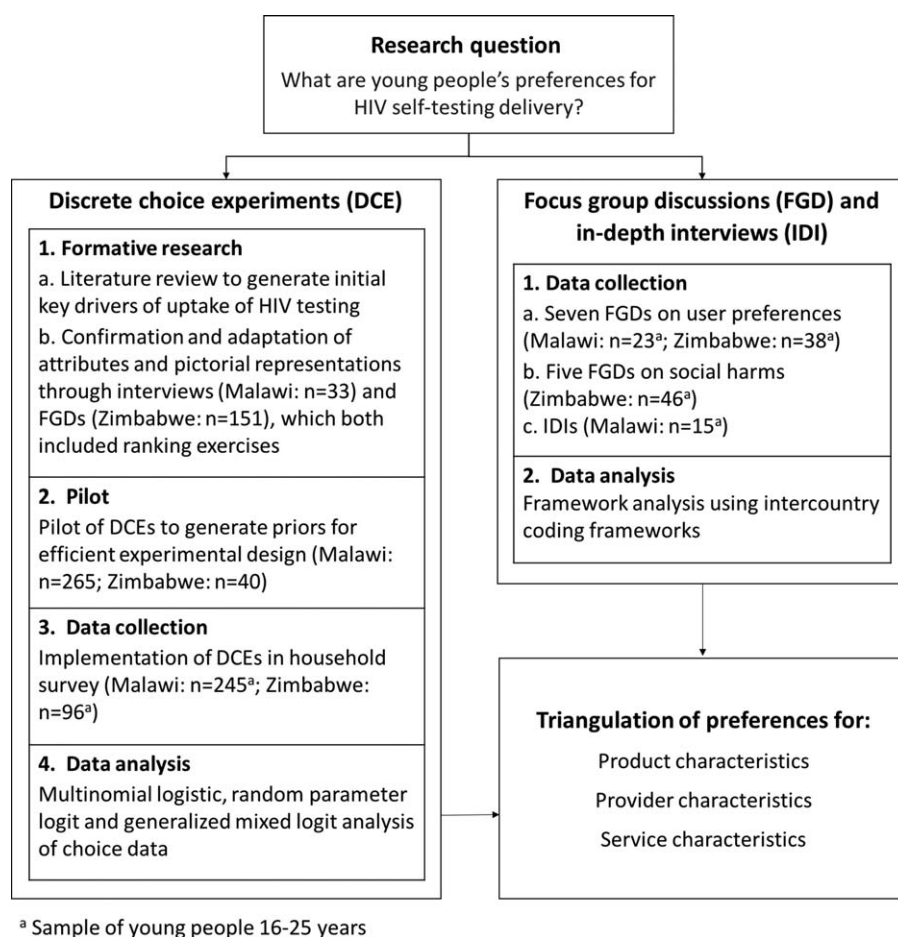 Research question
What are young people's preferences for
HIV self-testing delivery?
Discrete choice experiments (DCE)
1. Formative research
a. Literature review to generate initial
key drivers of uptake of HIV testing
b. Confirmation and adaptation of
attributes and pictorial representations
through interviews (Malawi: n=33) and
FGDs (Zimbabwe: n=151), which both
included ranking exercises
2. Pilot
Pilot of DCEs to generate priors for
efficient experimental design (Malawi:
n=265; Zimbabwe: n=40)
3. Data collection
Implementation of DCEs in household
survey (Malawi: n=245ᵃ; Zimbabwe:
n=96ᵃ)
4. Data analysis
Multinomial logistic, random parameter
logit and generalized mixed logit analysis
of choice data
Focus group discussions (FGD) and
in-depth interviews (IDI)
1. Data collection
a. Seven FGDs on user preferences
(Malawi: n=23ᵃ; Zimbabwe: n=38ᵃ)
b. Five FGDs on social harms
(Zimbabwe: n=46ᵃ)
c. IDIs (Malawi: n=15ᵃ)
2. Data analysis
Framework analysis using intercountry
coding frameworks
Triangulation of preferences for:
Product characteristics
Provider characteristics
Service characteristics
ᵃ Sample of young people 16-25 years